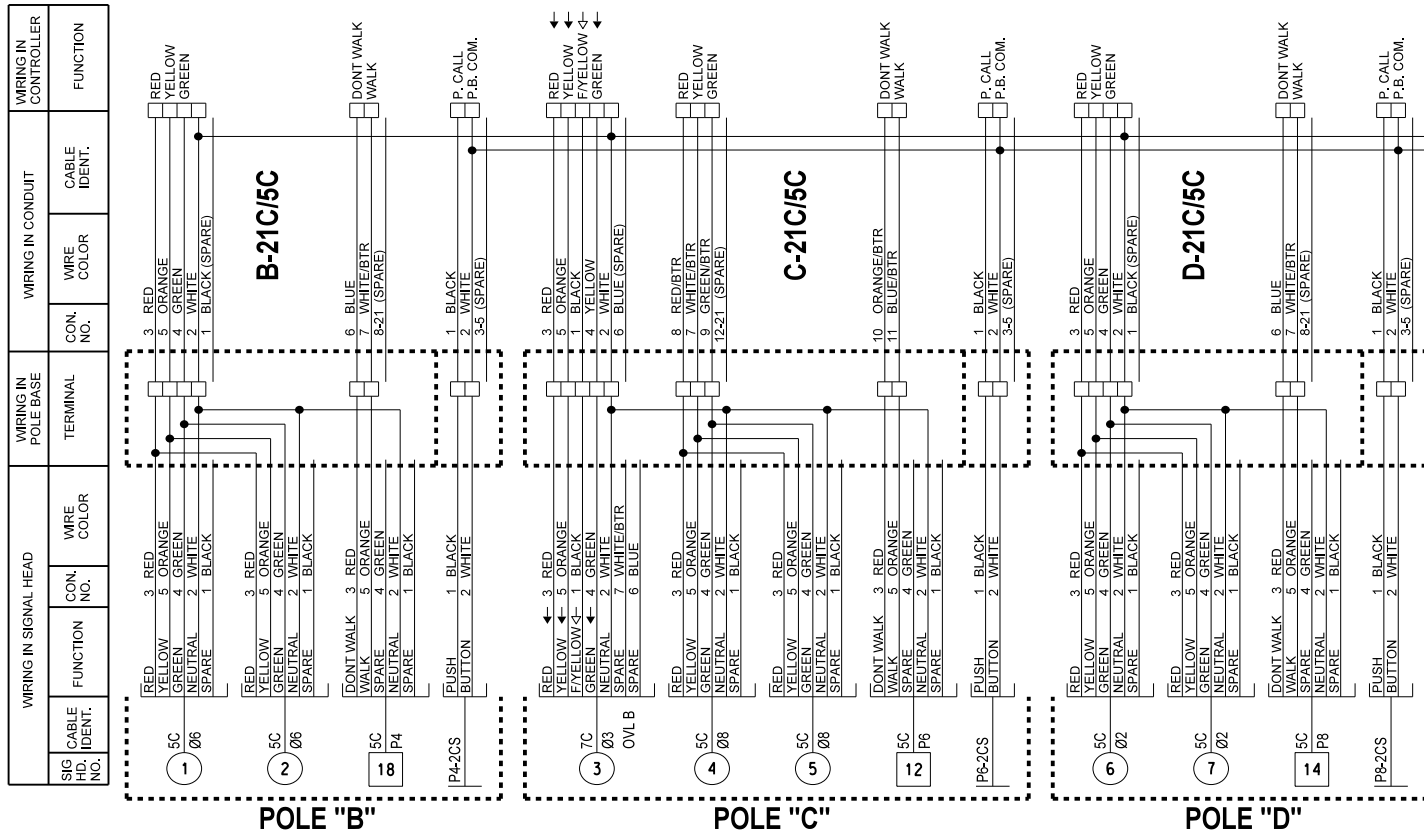 WIRING IN
CONTROLLER
FUNCTION
WIRING IN CONDUIT
CABLE
IDENT.
WIRE
COLOR
CON.
NO.
WIRING IN
POLE BASE
TERMINAL
WIRING IN SIGNAL HEAD
WIRE
COLOR
CON.
NO.
FUNCTION
CABLE
IDENT.
SIG
HD.
NO.
RED
YELLOW
GREEN
DONT WALK
WALK
P. CALL
P.B. COM.
B-21C/5C
3 RED
5 ORANGE
4 GREEN
2 WHITE
1 BLACK (SPARE)
6 BLUE
7 WHITE/BTR
8-21 (SPARE)
1 BLACK
2 WHITE
3-5 (SPARE)
3 RED
5 ORANGE
4 GREEN
2 WHITE
1 BLACK
3 RED
5 ORANGE
4 GREEN
2 WHITE
1 BLACK
3 RED
5 ORANGE
4 GREEN
2 WHITE
1 BLACK
1 BLACK
2 WHITE
RED
YELLOW
GREEN
NEUTRAL
SPARE
RED
YELLOW
GREEN
NEUTRAL
SPARE
DONT WALK
WALK
SPARE
NEUTRAL
SPARE
PUSH
BUTTON
5C
Ø6
1
5C
Ø6
2
5C
P4
18
P4-2CS
POLE "B"
RED
YELLOW
F/YELLOW
GREEN
RED
YELLOW
GREEN
DONT WALK
WALK
P. CALL
P.B. COM.
C-21C/5C
3 RED
5 ORANGE
1 BLACK
4 YELLOW
2 WHITE
6 BLUE (SPARE)
8 RED/BTR
7 WHITE/BTR
9 GREEN/BTR
12-21 (SPARE)
10 ORANGE/BTR
11 BLUE/BTR
1 BLACK
2 WHITE
3-5 (SPARE)
3 RED
5 ORANGE
1 BLACK
4 GREEN
2 WHITE
7 WHITE/BTR
6 BLUE
3 RED
5 ORANGE
4 GREEN
2 WHITE
1 BLACK
3 RED
5 ORANGE
4 GREEN
2 WHITE
1 BLACK
3 RED
5 ORANGE
4 GREEN
2 WHITE
1 BLACK
1 BLACK
2 WHITE
RED
YELLOW
F/YELLOW
GREEN
NEUTRAL
SPARE
SPARE
RED
YELLOW
GREEN
NEUTRAL
SPARE
RED
YELLOW
GREEN
NEUTRAL
SPARE
DONT WALK
WALK
SPARE
NEUTRAL
SPARE
PUSH
BUTTON
7C
Ø3
OVL B
3
5C
Ø8
4
5C
Ø8
5
5C
P6
12
P6-2CS
POLE "C"
RED
YELLOW
GREEN
DONT WALK
WALK
P. CALL
P.B. COM.
D-21C/5C
3 RED
5 ORANGE
4 GREEN
2 WHITE
1 BLACK (SPARE)
6 BLUE
7 WHITE/BTR
8-21 (SPARE)
1 BLACK
2 WHITE
3-5 (SPARE)
3 RED
5 ORANGE
4 GREEN
2 WHITE
1 BLACK
3 RED
5 ORANGE
4 GREEN
2 WHITE
1 BLACK
3 RED
5 ORANGE
4 GREEN
2 WHITE
1 BLACK
1 BLACK
2 WHITE
RED
YELLOW
GREEN
NEUTRAL
SPARE
RED
YELLOW
GREEN
NEUTRAL
SPARE
DONT WALK
WALK
SPARE
NEUTRAL
SPARE
PUSH
BUTTON
5C
Ø2
6
5C
Ø2
7
5C
P8
14
P8-2CS
POLE "D"